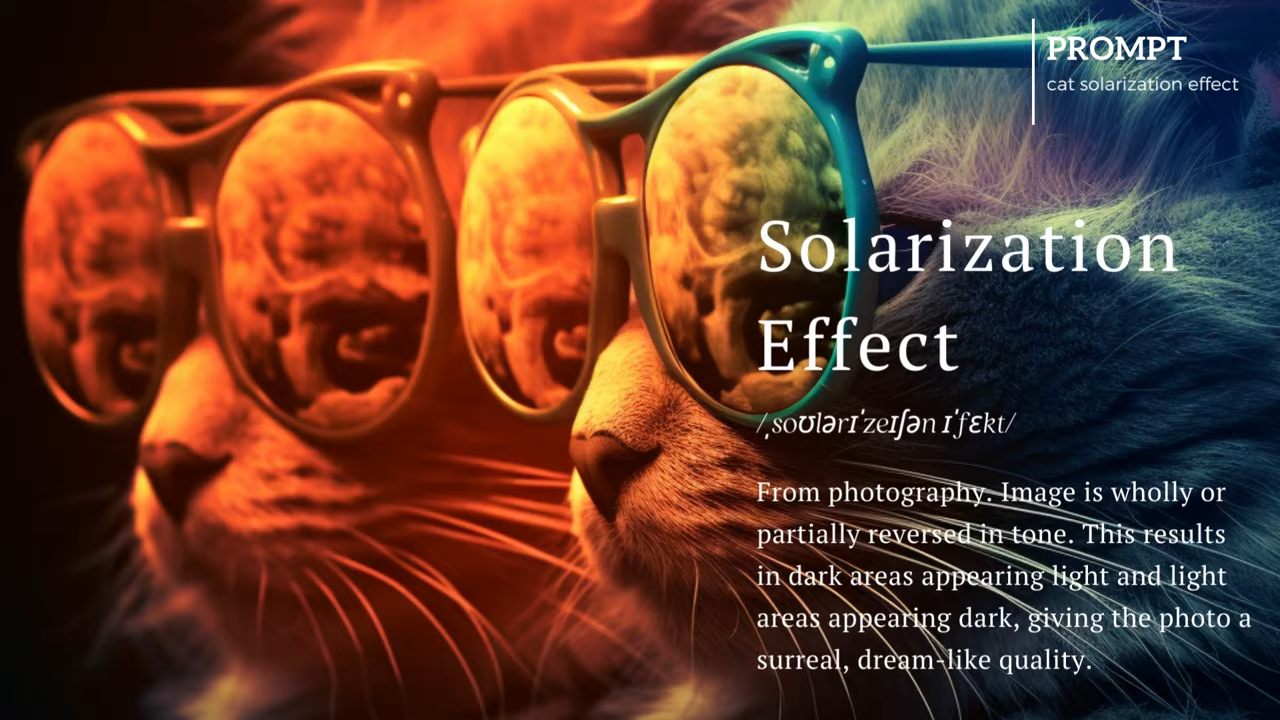 PROMPT
cat solarization effect
Solarization
Effect
/ˌsoʊlərɪˈzeɪʃən ɪˈfɛkt/
From photography. Image is wholly or
partially reversed in tone. This results
in dark areas appearing light and light
areas appearing dark, giving the photo a
surreal, dream-like quality.